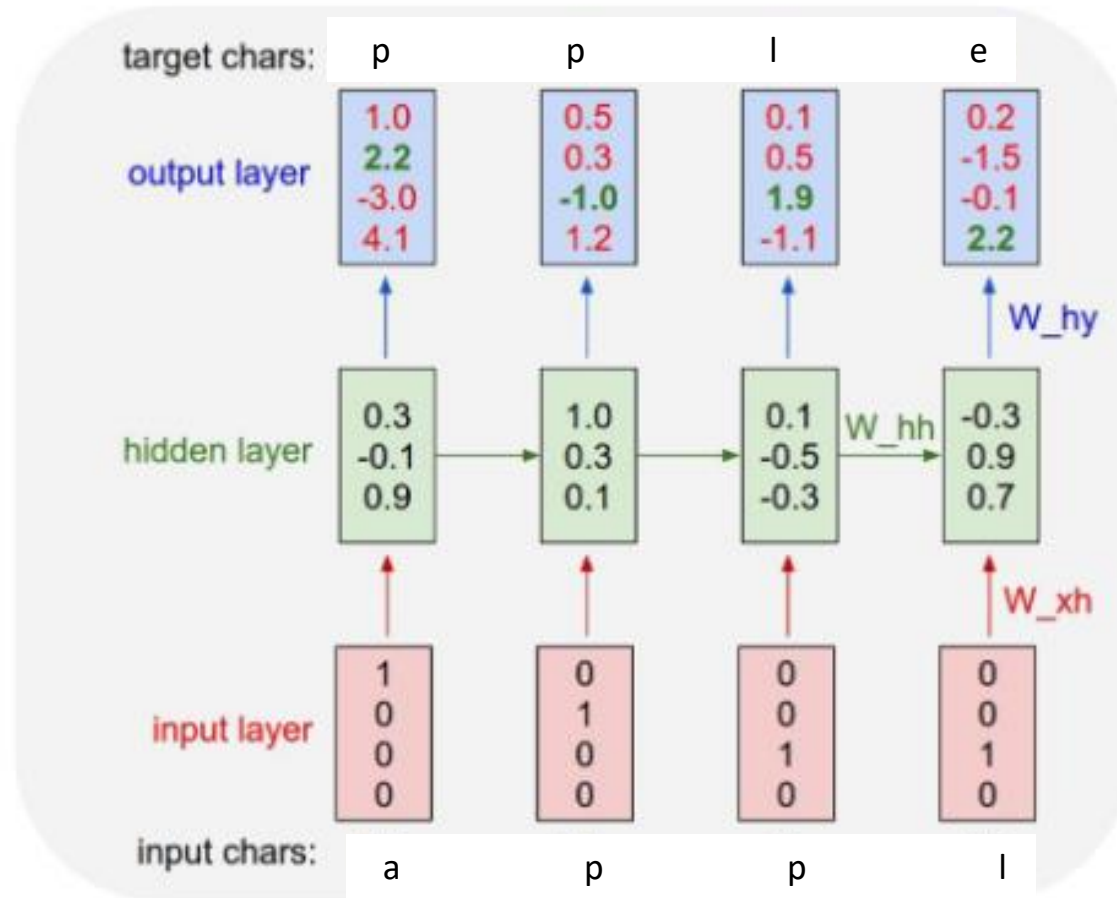 target chars: p p l e
1.0 0.5 0.1 0.2
2.2 0.3 0.5 -1.5
output layer
-3.0 -1.0 1.9 -0.1
4.1 1.2 -1.1 2.2
W_hy
0.3 1.0 0.1 -0.3
W_hh
hidden layer
-0.1 0.3 -0.5 0.9
0.9 0.1 -0.3 0.7
W_xh
1 0 0 0
0 1 0 0
input layer
0 0 1 1
0 0 0 0
input chars: a p p l